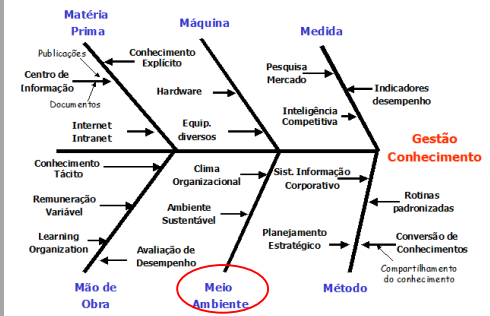 Matéria
Prima
Máquina
Medida
Publicações
Conhecimento
Explícito
Centro de
Informação
Documentos
Hardware
Pesquisa
Mercado
Indicadores
desempenho
Internet
Intranet
Equip.
diversos
Inteligência
Competitiva
Gestão
Conhecimento
Conhecimento
Tácito
Clima
Organizacional
Sist. Informação
Corporativo
Remuneração
Variável
Ambiente
Sustentável
Rotinas
padronizadas
Learning
Organization
Avaliação de
Desempenho
Planejamento
Estratégico
Conversão de
Conhecimentos
Compartilhamento
do conhecimento
Mão de
Obra
Meio
Ambiente
Método